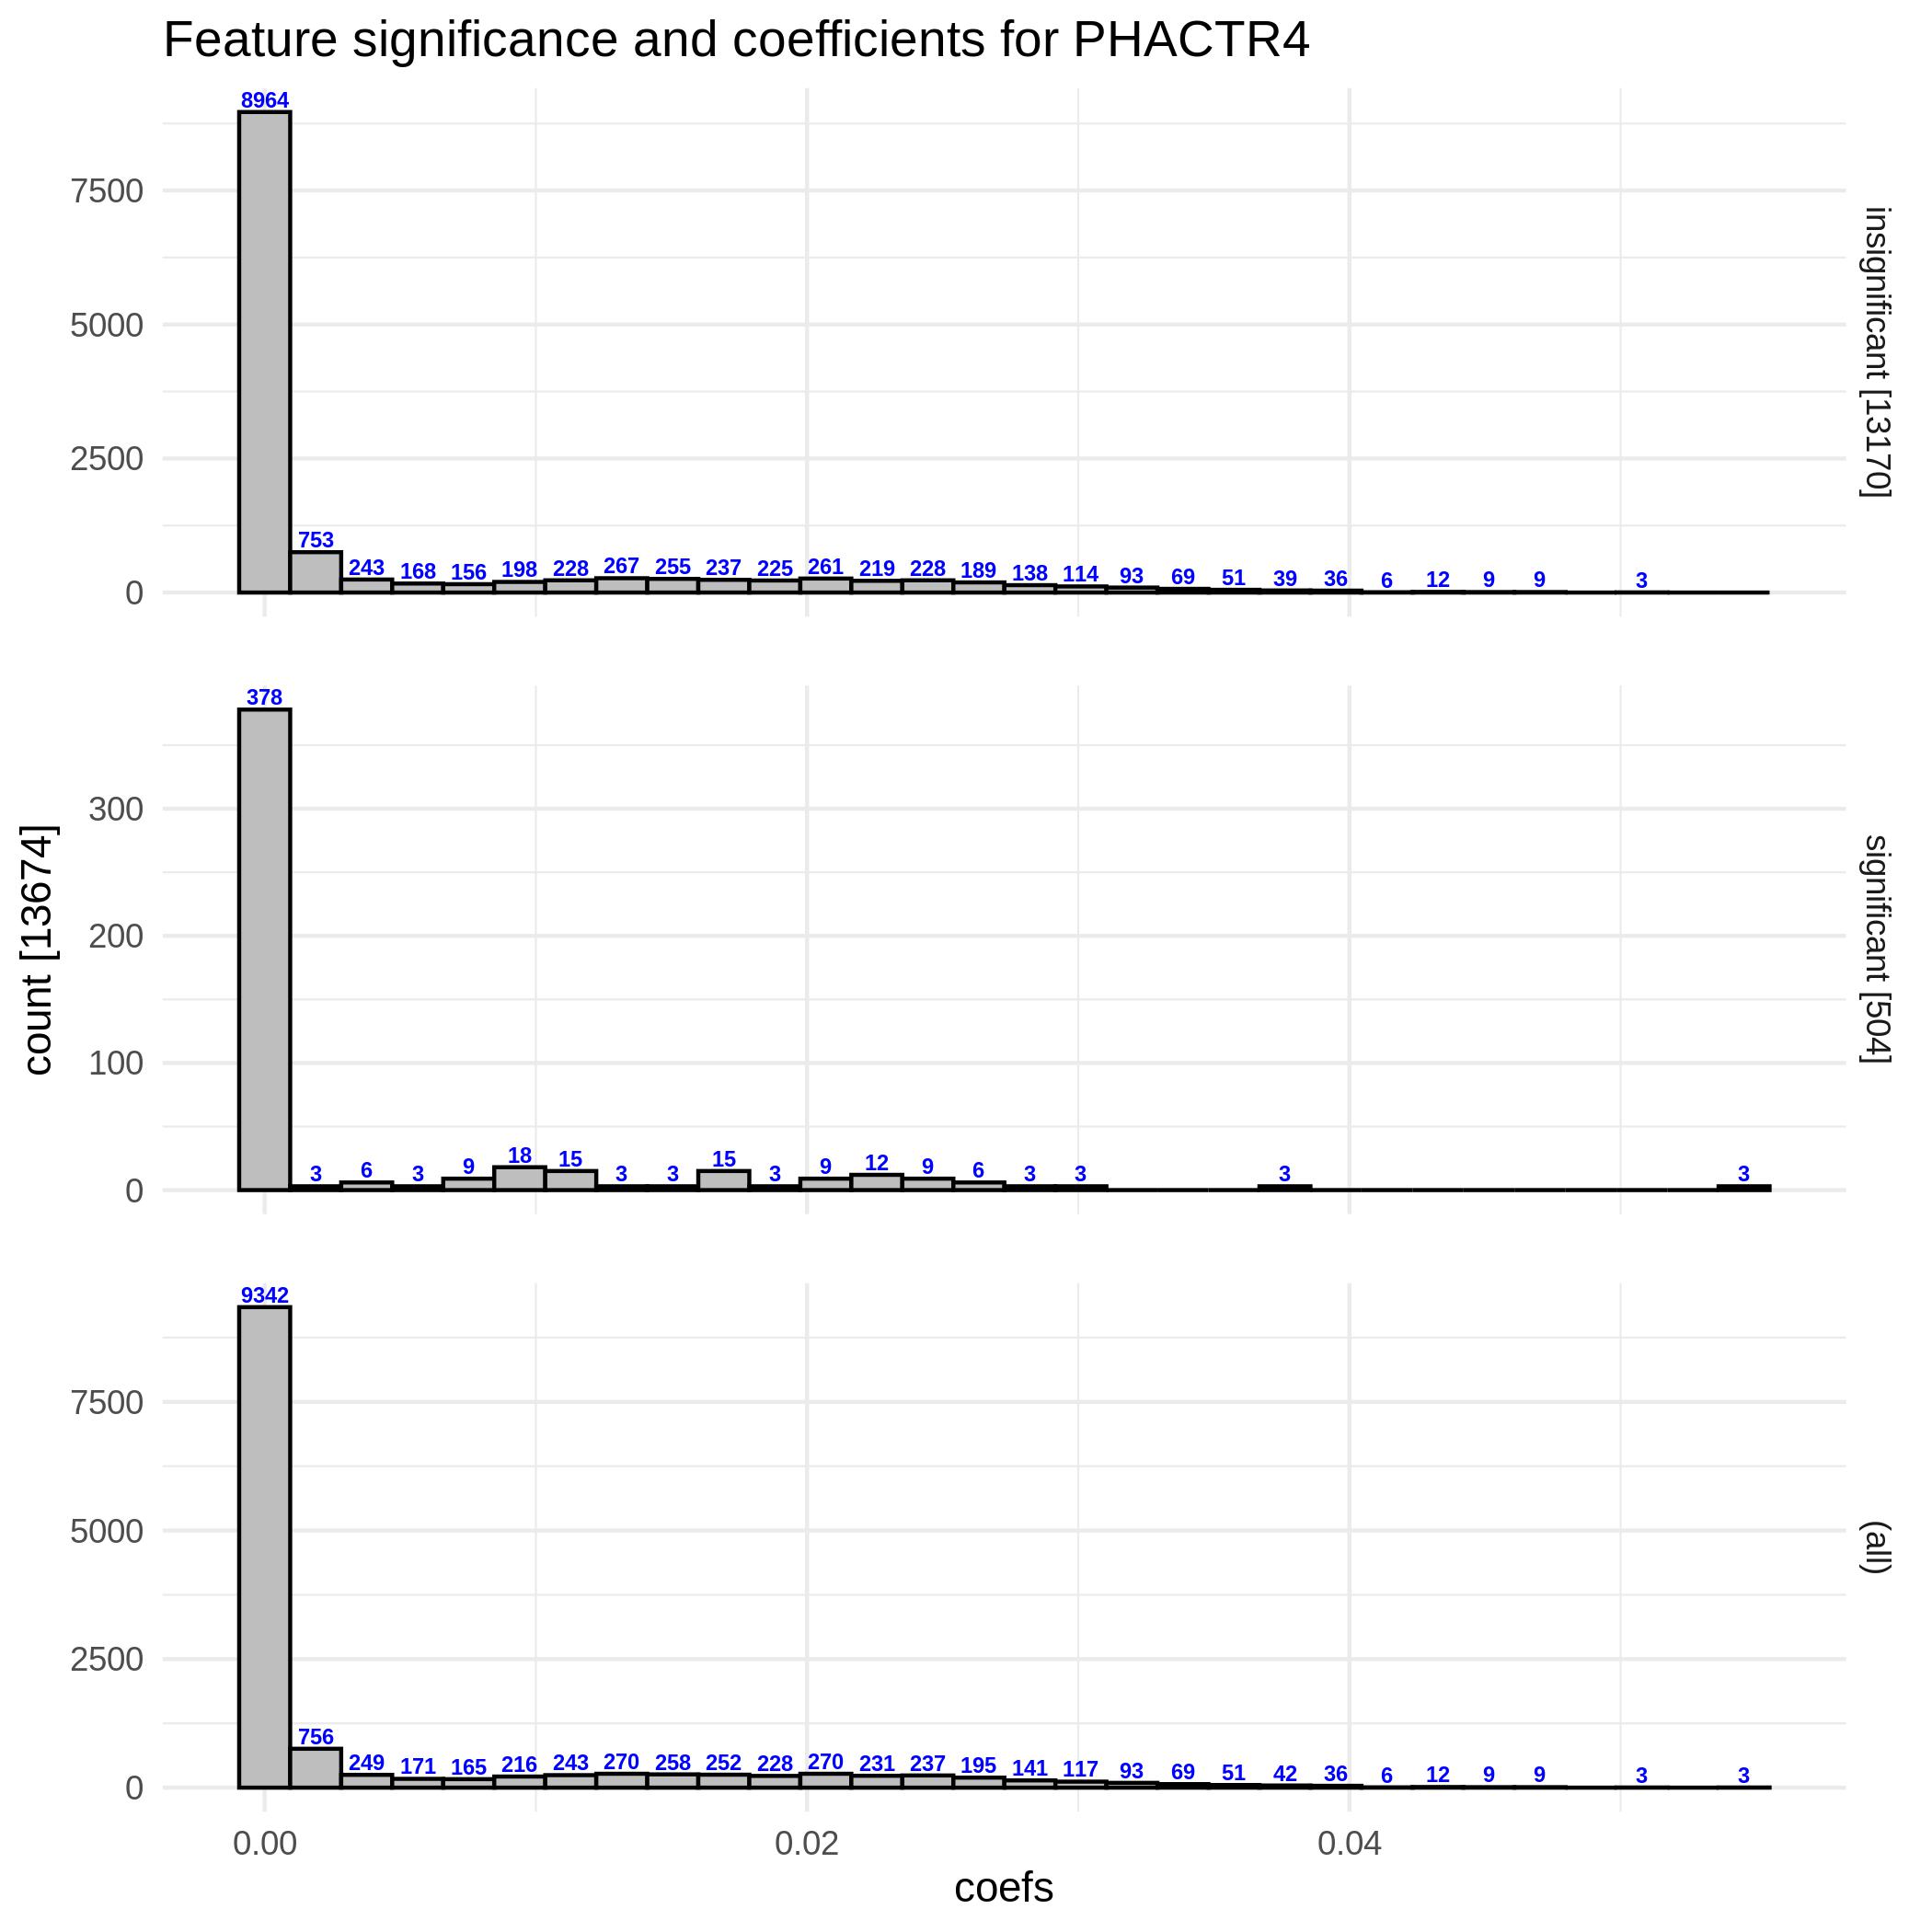 Feature significance and coefficients for PHACTR4
8964
7500
5000
2500
753 243 168 156 198 228 267 255 237 225 261 219 228 189 138 114 93 69 51 39 36 6 12 9 9 3
0
insignificant [13170]
378
300
200
100
3 6 3 9 18 15 3 3 15 3 9 12 9 6 3 3 3 3
0
significant [504]
count [13674]
9342
7500
5000
2500
756 249 171 165 216 243 270 258 252 228 270 231 237 195 141 117 93 69 51 42 36 6 12 9 9 3 3
0
(all)
0.00 0.02 0.04
coefs